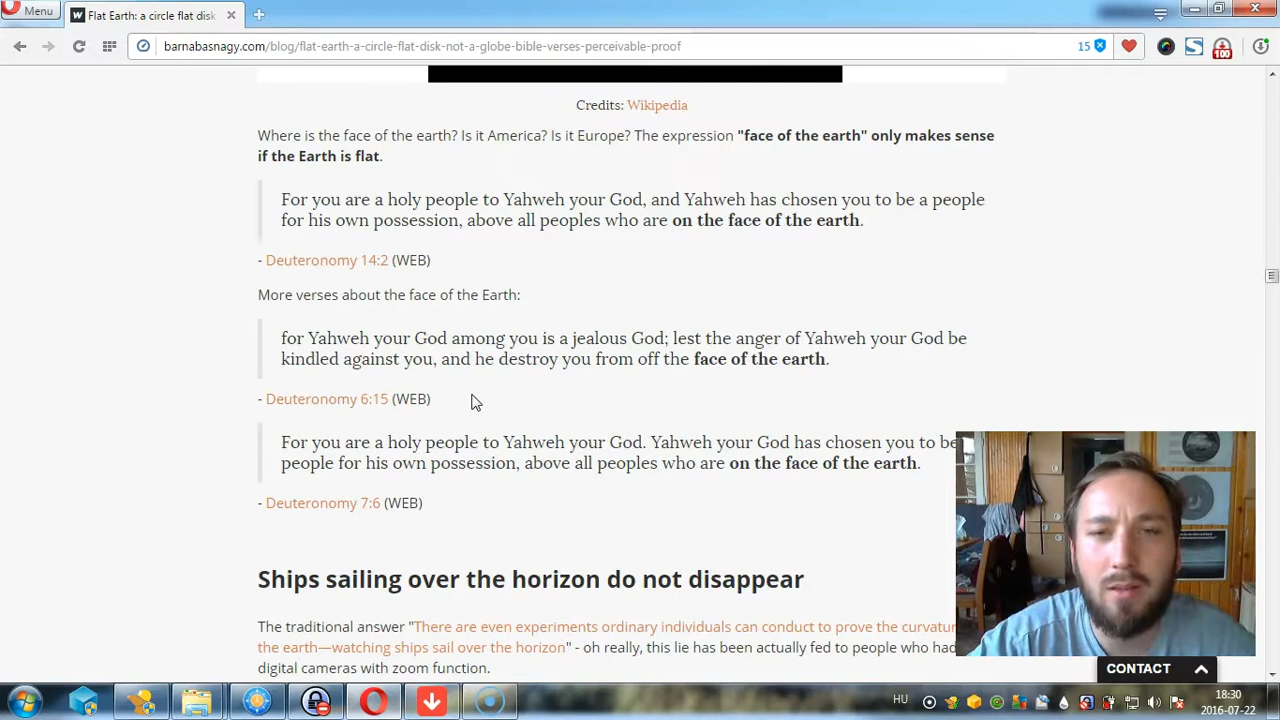 Menu
Flat Earth: a circle flat disk
barnabasnagy.com/blog/flat-earth-a-circle-flat-disk-not-a-globe-bible-verses-perceivable-proof
15
100
Credits: Wikipedia
Where is the face of the earth? Is it America? Is it Europe? The expression "face of the earth" only makes sense
if the Earth is flat.
For you are a holy people to Yahweh your God, and Yahweh has chosen you to be a people
for his own possession, above all peoples who are on the face of the earth.
- Deuteronomy 14:2 (WEB)
More verses about the face of the Earth:
for Yahweh your God among you is a jealous God; lest the anger of Yahweh your God be
kindled against you, and he destroy you from off the face of the earth.
- Deuteronomy 6:15 (WEB)
For you are a holy people to Yahweh your God. Yahweh your God has chosen you to be
people for his own possession, above all peoples who are on the face of the earth.
- Deuteronomy 7:6 (WEB)
Ships sailing over the horizon do not disappear
The traditional answer "There are even experiments ordinary individuals can conduct to prove the curvatu
the earth—watching ships sail over the horizon" - oh really, this lie has been actually fed to people who had
digital cameras with zoom function.
CONTACT
HU
18:30
2016-07-22